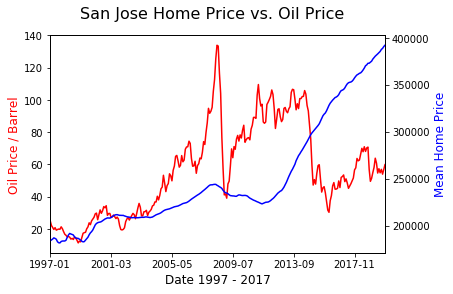 San Jose Home Price vs. Oil Price
140
120
100
80
60
40
20
Oil Price / Barrel
400000
350000
300000
250000
200000
Mean Home Price
1997-01 2001-03 2005-05 2009-07 2013-09 2017-11
Date 1997 - 2017